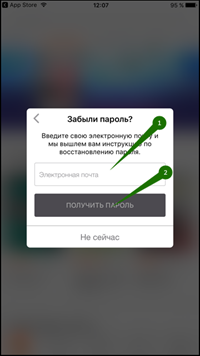 App Store 12:07 95 %
Забыли пароль?
1
Введите свою электронную почту и
мы вышлем вам инструкцию по
восстановлению пароля.
Электронная почта
2
ПОЛУЧИТЬ ПАРОЛЬ
Не сейчас